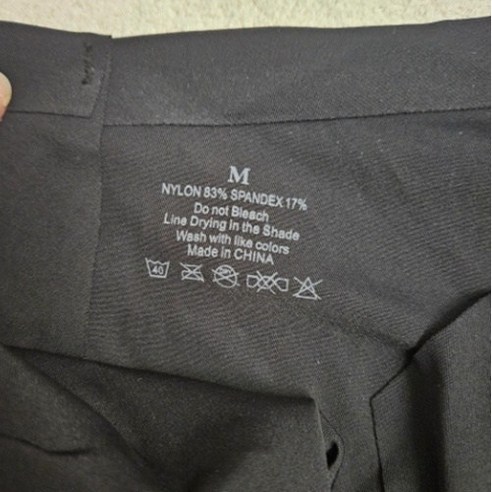 M
NYLON 83% SPANDEX 17%
Do not Bleach
Line Drying in the Shade
Wash with like colors
Made in CHINA
40